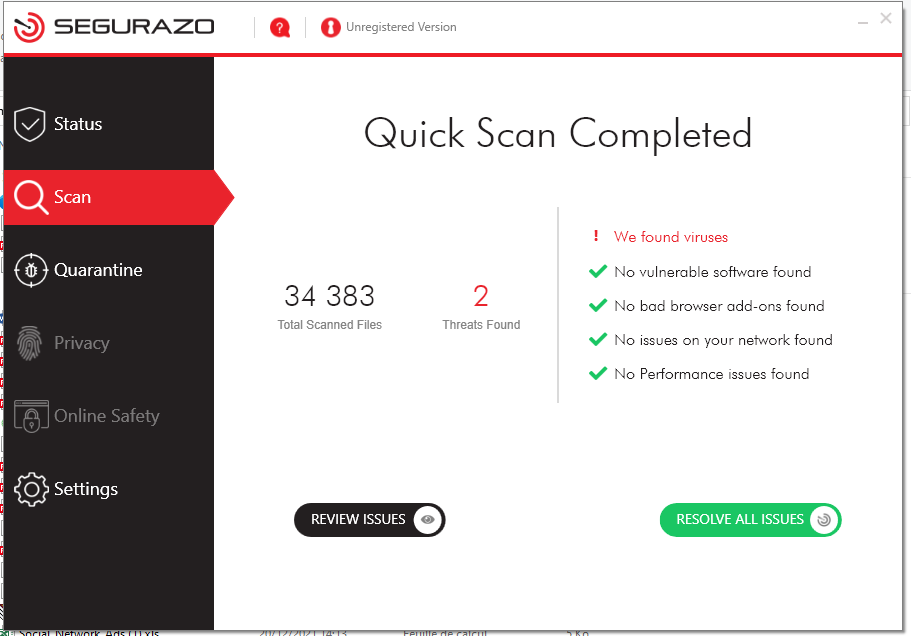 SEGURAZO
? Unregistered Version
Status
Scan
Quarantine
Privacy
Online Safety
Settings
Quick Scan Completed
34 383
Total Scanned Files
2
Threats Found
! We found viruses
No vulnerable software found
No bad browser add-ons found
No issues on your network found
No Performance issues found
REVIEW ISSUES
RESOLVE ALL ISSUES
Social_Network_Ads (1).xls 20/12/2021 14:13 Feuille de calcul 5 Ko